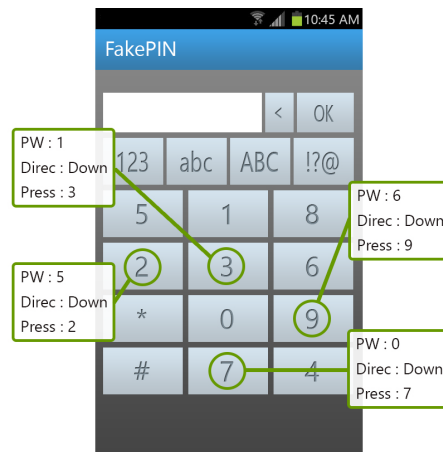 10:45 AM
FakePIN
< OK
123 abc ABC !?@
PW : 1
Direc : Down
Press : 3
5 1 8
PW : 6
Direc : Down
Press : 9
2 3 6
PW : 5
Direc : Down
Press : 2
* 0 9
PW : 0
Direc : Down
Press : 7
# 7 4